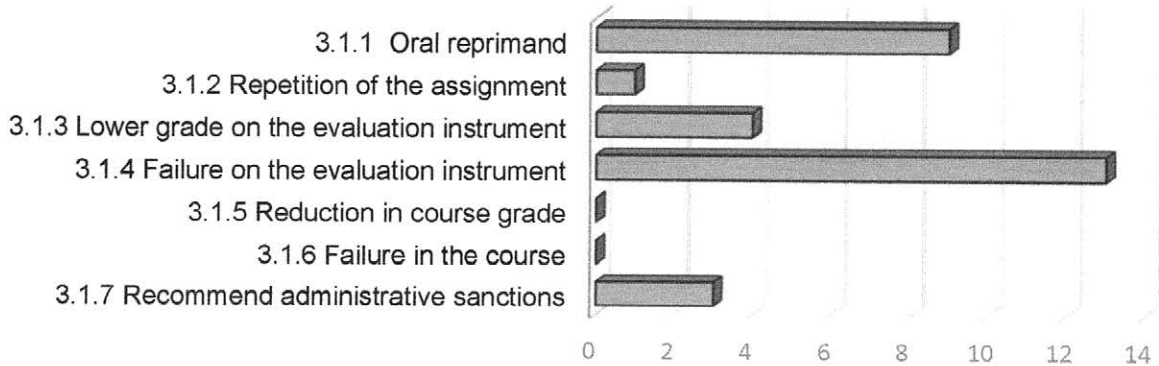 3.1.1 Oral reprimand
3.1.2 Repetition of the assignment
3.1.3 Lower grade on the evaluation instrument
3.1.4 Failure on the evaluation instrument
3.1.5 Reduction in course grade
3.1.6 Failure in the course
3.1.7 Recommend administrative sanctions
0 2 4 6 8 10 12 14